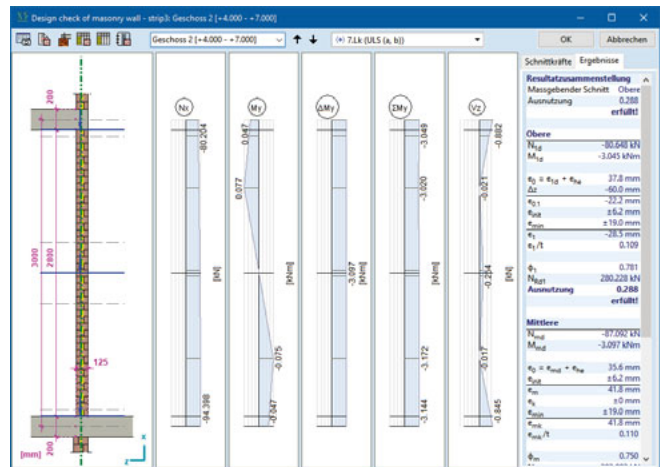 Design check of masonry wall - strip3: Geschoss 2 [+4.000 - +7.000]
Geschoss 2 [+4.000 - +7.000]
(*) 7.Lk (ULS (a, b))
OK
Abbrechen
Schnittkräfte
Ergebnisse
200
3000
2800
125
200
[mm]
x
z
Nx
-80.204
[kN]
-94.398
My
0.047
0.077
[kNm]
-0.075
-0.047
ΔMy
-3.097
[kNm]
ΣMy
-3.049
-3.020
[kNm]
-3.172
-3.144
Vz
-0.882
-0.021
-0.254
[kN]
-0.017
-0.845
Resultatzusammenstellung
Massgebender Schnitt Obere
Ausnutzung 0.288
erfüllt!
Obere
N1d -80.648 kN
M1d -3.045 kNm
e0 = e1d + ehe 37.8 mm
Δz -60.0 mm
e0.1 -22.2 mm
einit ±6.2 mm
emin ±19.0 mm
e1 -28.5 mm
e1/t 0.109
ϕ1 0.781
NRd1 280.228 kN
Ausnutzung 0.288
erfüllt!
Mittlere
Nmd -87.092 kN
Mmd -3.097 kNm
e0 = emd + ehe 35.6 mm
einit ±6.2 mm
em 41.8 mm
ek ±0 mm
emin ±19.0 mm
emk 41.8 mm
emk/t 0.110
ϕm 0.750